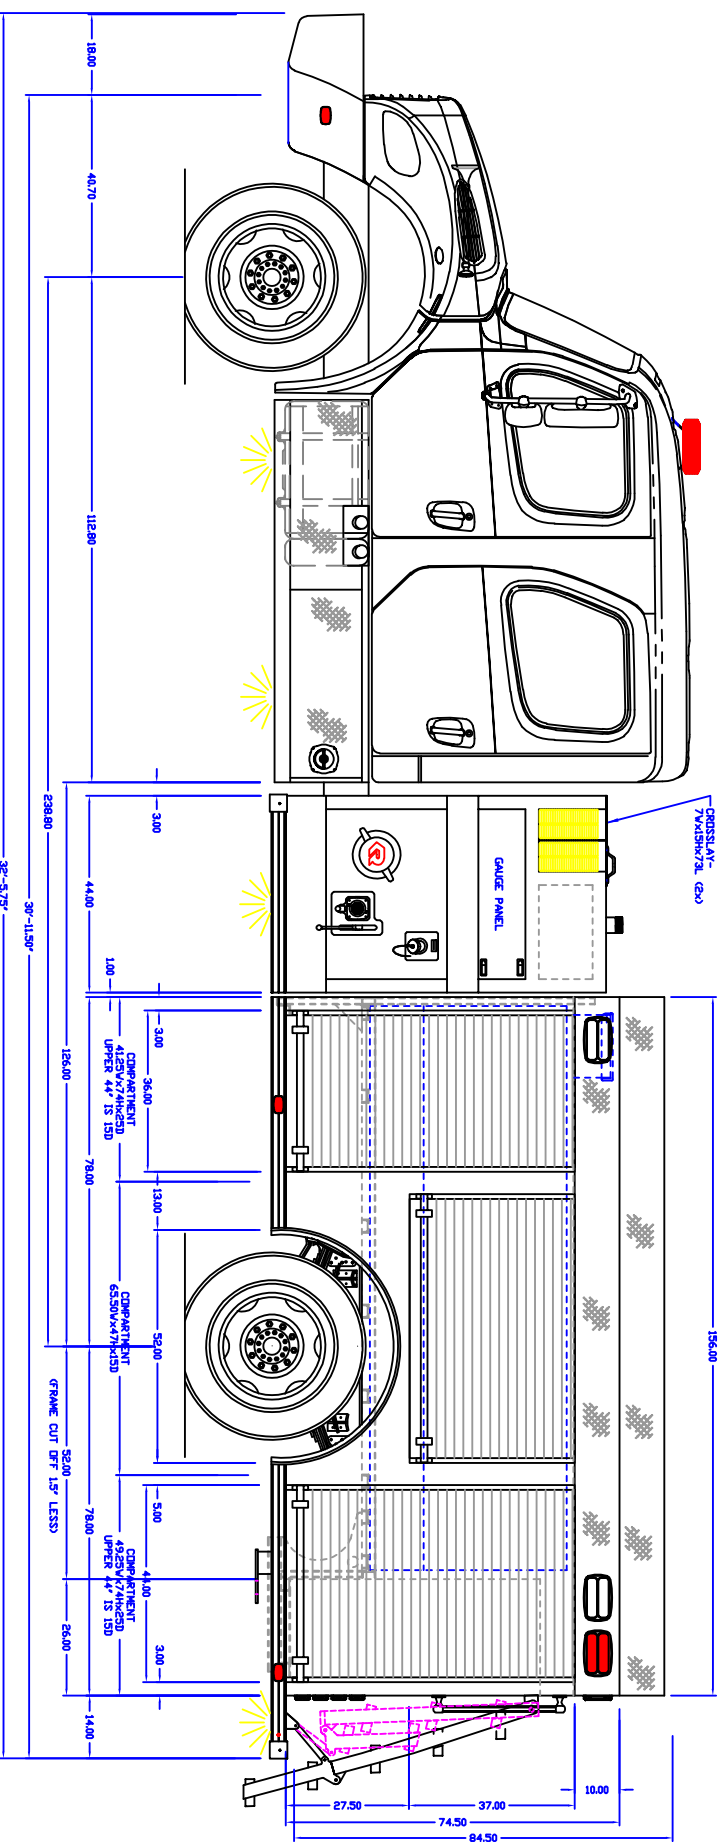 18.00
40.70
112.80
238.80
30'-11.50"
32'-5.75"
3.00
44.00
1.00
126.00
CROSSLAY-
7Wx15Hx73L (2x)
GAUGE PANEL
R
156.00
3.00
36.00
COMPARTMENT
41.25Wx74Hx25D
UPPER 44" IS 15D
78.00
13.00
COMPARTMENT
65.50Wx47Hx15D
52.00
52.00
(FRAME CUT OFF 1.5" LESS)
78.00
5.00
44.00
COMPARTMENT
49.25Wx74Hx25D
UPPER 44" IS 15D
3.00
26.00
14.00
10.00
27.50
37.00
74.50
84.50